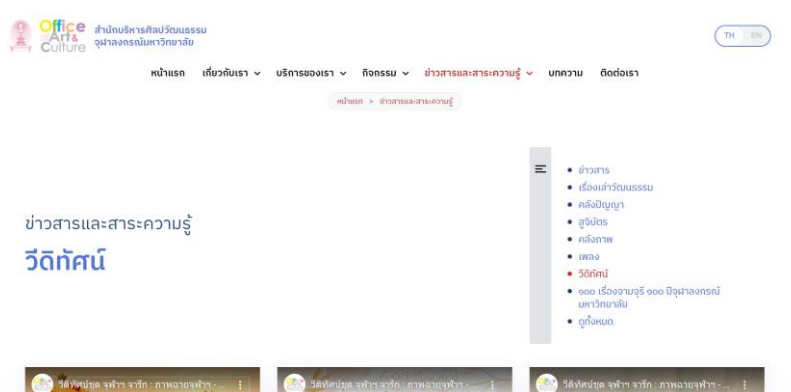 Office
Art &
Culture
สำนักบริหารศิลปวัฒนธรรม
จุฬาลงกรณ์มหาวิทยาลัย
TH EN
หน้าแรก เกี่ยวกับเรา บริการของเรา กิจกรรม ข่าวสารและสาระความรู้ บทความ ติดต่อเรา
หน้าแรก > ข่าวสารและสาระความรู้
ข่าวสารและสาระความรู้
วีดิทัศน์
ข่าวสาร
เรื่องเล่าวัฒนธรรม
คลังปัญญา
สูจิบัตร
คลังภาพ
เพลง
วีดิทัศน์
๑๐๐ เรื่องจามจุรี ๑๐๐ ปีจุฬาลงกรณ์
มหาวิทยาลัย
ดูทั้งหมด
วีดิทัศน์ชุด จุฬาฯ จารึก : ภาพฉายจุฬาฯ - ...
วีดิทัศน์ชุด จุฬาฯ จารึก : ภาพฉายจุฬาฯ - ...
วีดิทัศน์ชุด จุฬาฯ จารึก : ภาพฉายจุฬาฯ - ...